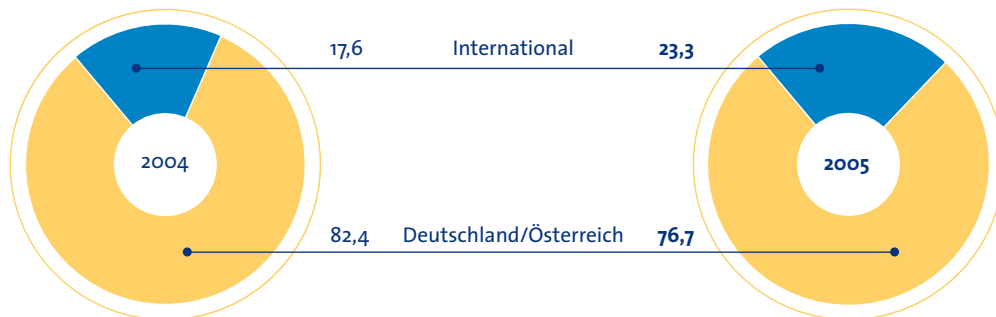 17,6 International 23,3
2004
2005
82,4 Deutschland/Österreich 76,7